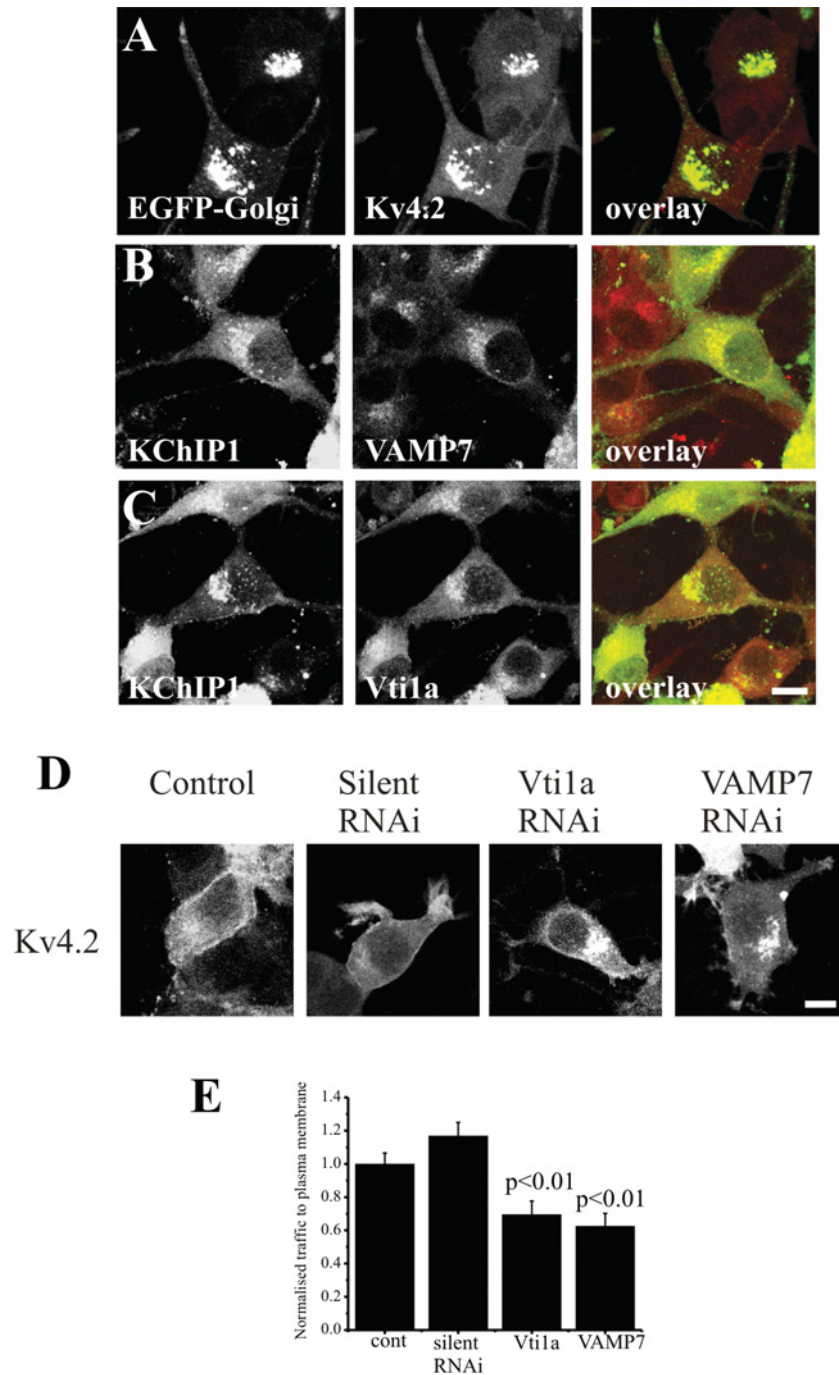 A
EGFP-Golgi
Kv4.2
overlay
B
KChIP1
VAMP7
overlay
C
KChIP1
Vti1a
overlay
D
Control
Silent
RNAi
Vti1a
RNAi
VAMP7
RNAi
Kv4.2
E
Normalised traffic to plasma membrane
1.4
1.2
1.0
0.8
0.6
0.4
0.2
0.0
p<0.01
p<0.01
cont
silent
RNAi
Vti1a
VAMP7